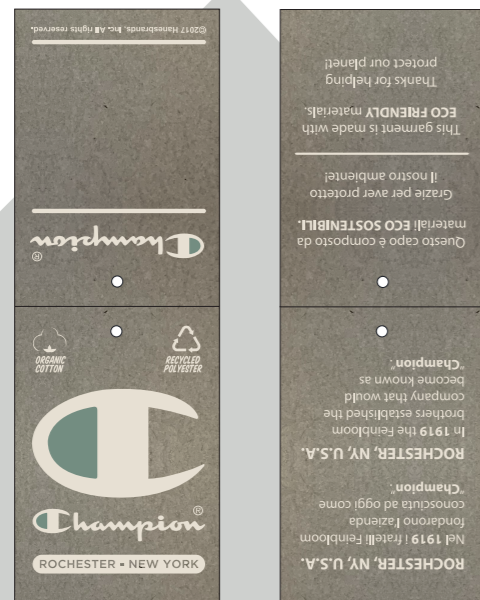 ©2017 Hanesbrands, Inc. All rights reserved.
Champion®
ORGANIC
COTTON
RECYCLED
POLYESTER
Champion®
ROCHESTER - NEW YORK
Questo capo è composto da
materiali ECO SOSTENIBILI.
Grazie per aver protetto
il nostro ambiente!
This garment is made with
ECO FRIENDLY materials.
Thanks for helping
protect our planet!
ROCHESTER, NY, U.S.A.
Nel 1919 i fratelli Feinbloom
fondarono l'azienda
conosciuta ad oggi come
"Champion".
ROCHESTER, NY, U.S.A.
In 1919 the Feinbloom
brothers established the
company that would
become known as
"Champion".